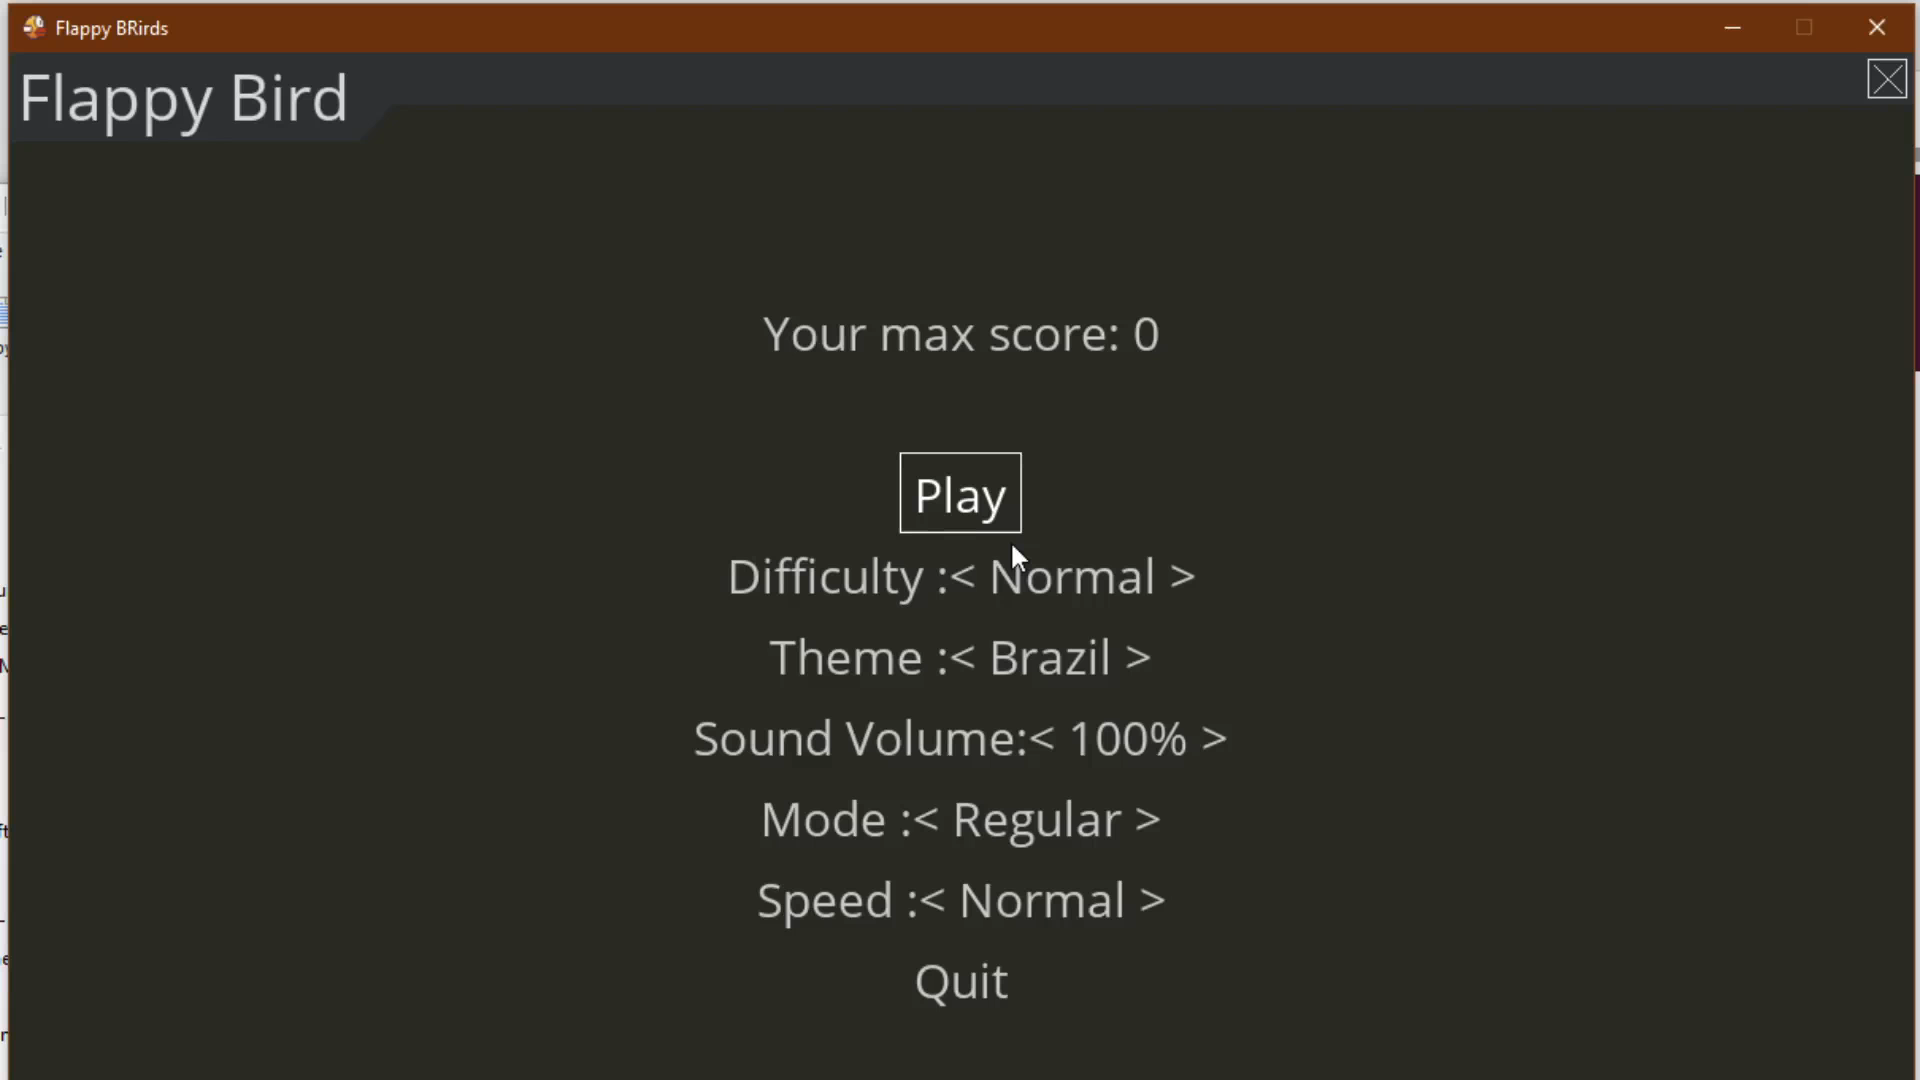 Flappy BRirds
Flappy Bird
Your max score: 0
Play
Difficulty :< Normal >
Theme :< Brazil >
Sound Volume:< 100% >
Mode :< Regular >
Speed :< Normal >
Quit